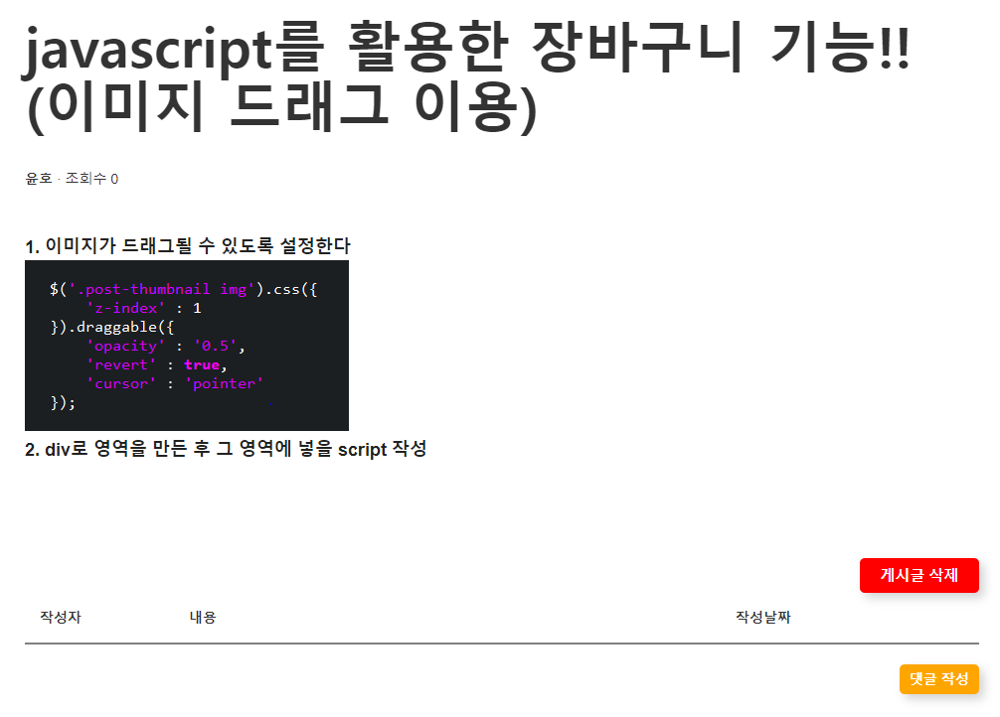 javascript를 활용한 장바구니 기능!!
(이미지 드래그 이용)
윤호 · 조회수 0
1. 이미지가 드래그될 수 있도록 설정한다
$('.post-thumbnail img').css({
    'z-index' : 1
}).draggable({
    'opacity' : '0.5',
    'revert' : true,
    'cursor' : 'pointer'
});
2. div로 영역을 만든 후 그 영역에 넣을 script 작성
게시글 삭제
작성자 내용 작성날짜
댓글 작성